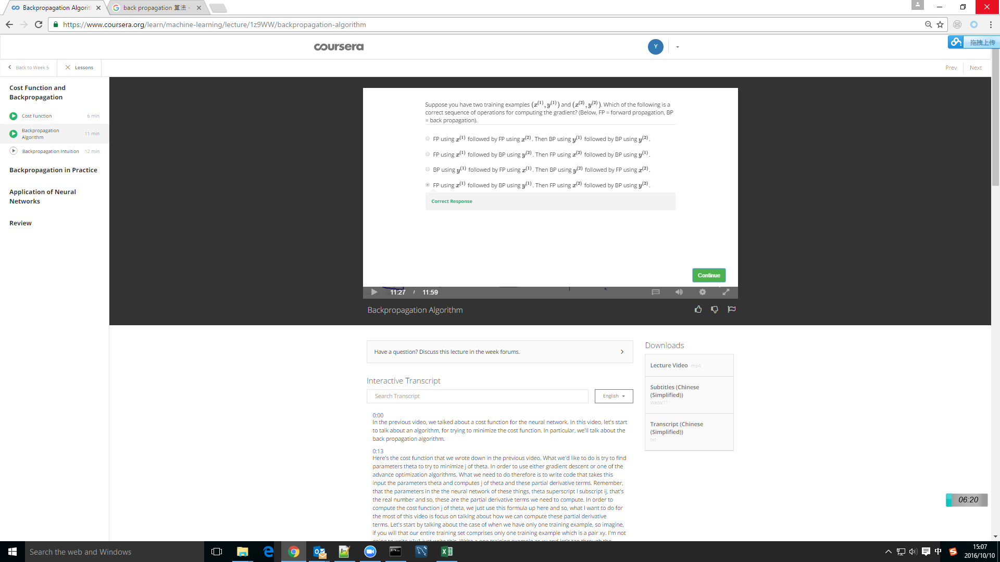 Backpropagation Algorit
back propagation 算法 -
https://www.coursera.org/learn/machine-learning/lecture/1z9WW/backpropagation-algorithm
拖拽上传
coursera
Y
Back to Week 5
Lessons
Prev
Next
Cost Function and
Backpropagation
Cost Function 6 min
Backpropagation
Algorithm 11 min
Backpropagation Intuition 12 min
Backpropagation in Practice
Application of Neural
Networks
Review
Suppose you have two training examples (x^(1), y^(1)) and (x^(2), y^(2)). Which of the following is a
correct sequence of operations for computing the gradient? (Below, FP = forward propagation, BP
= back propagation).
FP using x^(1) followed by FP using x^(2). Then BP using y^(1) followed by BP using y^(2).
FP using x^(1) followed by BP using y^(2). Then FP using x^(2) followed by BP using y^(1).
BP using y^(1) followed by FP using x^(1). Then BP using y^(2) followed by FP using x^(2).
FP using x^(1) followed by BP using y^(1). Then FP using x^(2) followed by BP using y^(2).
Correct Response
Continue
11:27 / 11:59
Backpropagation Algorithm
Have a question? Discuss this lecture in the week forums.
Interactive Transcript
Search Transcript
English
0:00
In the previous video, we talked about a cost function for the neural network. In this video, let's start
to talk about an algorithm, for trying to minimize the cost function. In particular, we'll talk about the
back propagation algorithm.
0:13
Here's the cost function that we wrote down in the previous video. What we'd like to do is try to find
parameters theta to try to minimize j of theta. In order to use either gradient descent or one of the
advance optimization algorithms. What we need to do therefore is to write code that takes this
input the parameters theta and computes j of theta and these partial derivative terms. Remember,
that the parameters in the the neural network of these things, theta superscript l subscript ij, that's
the real number and so, these are the partial derivative terms we need to compute. In order to
compute the cost function j of theta, we just use this formula up here and so, what I want to do for
the most of this video is focus on talking about how we can compute these partial derivative
terms. Let's start by talking about the case of when we have only one training example, so imagine,
if you will that our entire training set comprises only one training example which is a pair xy. I'm not
Downloads
Lecture Video mp4
Subtitles (Chinese
(Simplified))
WebVTT
Transcript (Chinese
(Simplified))
txt
06:20
Search the web and Windows
中
15:07
2016/10/10